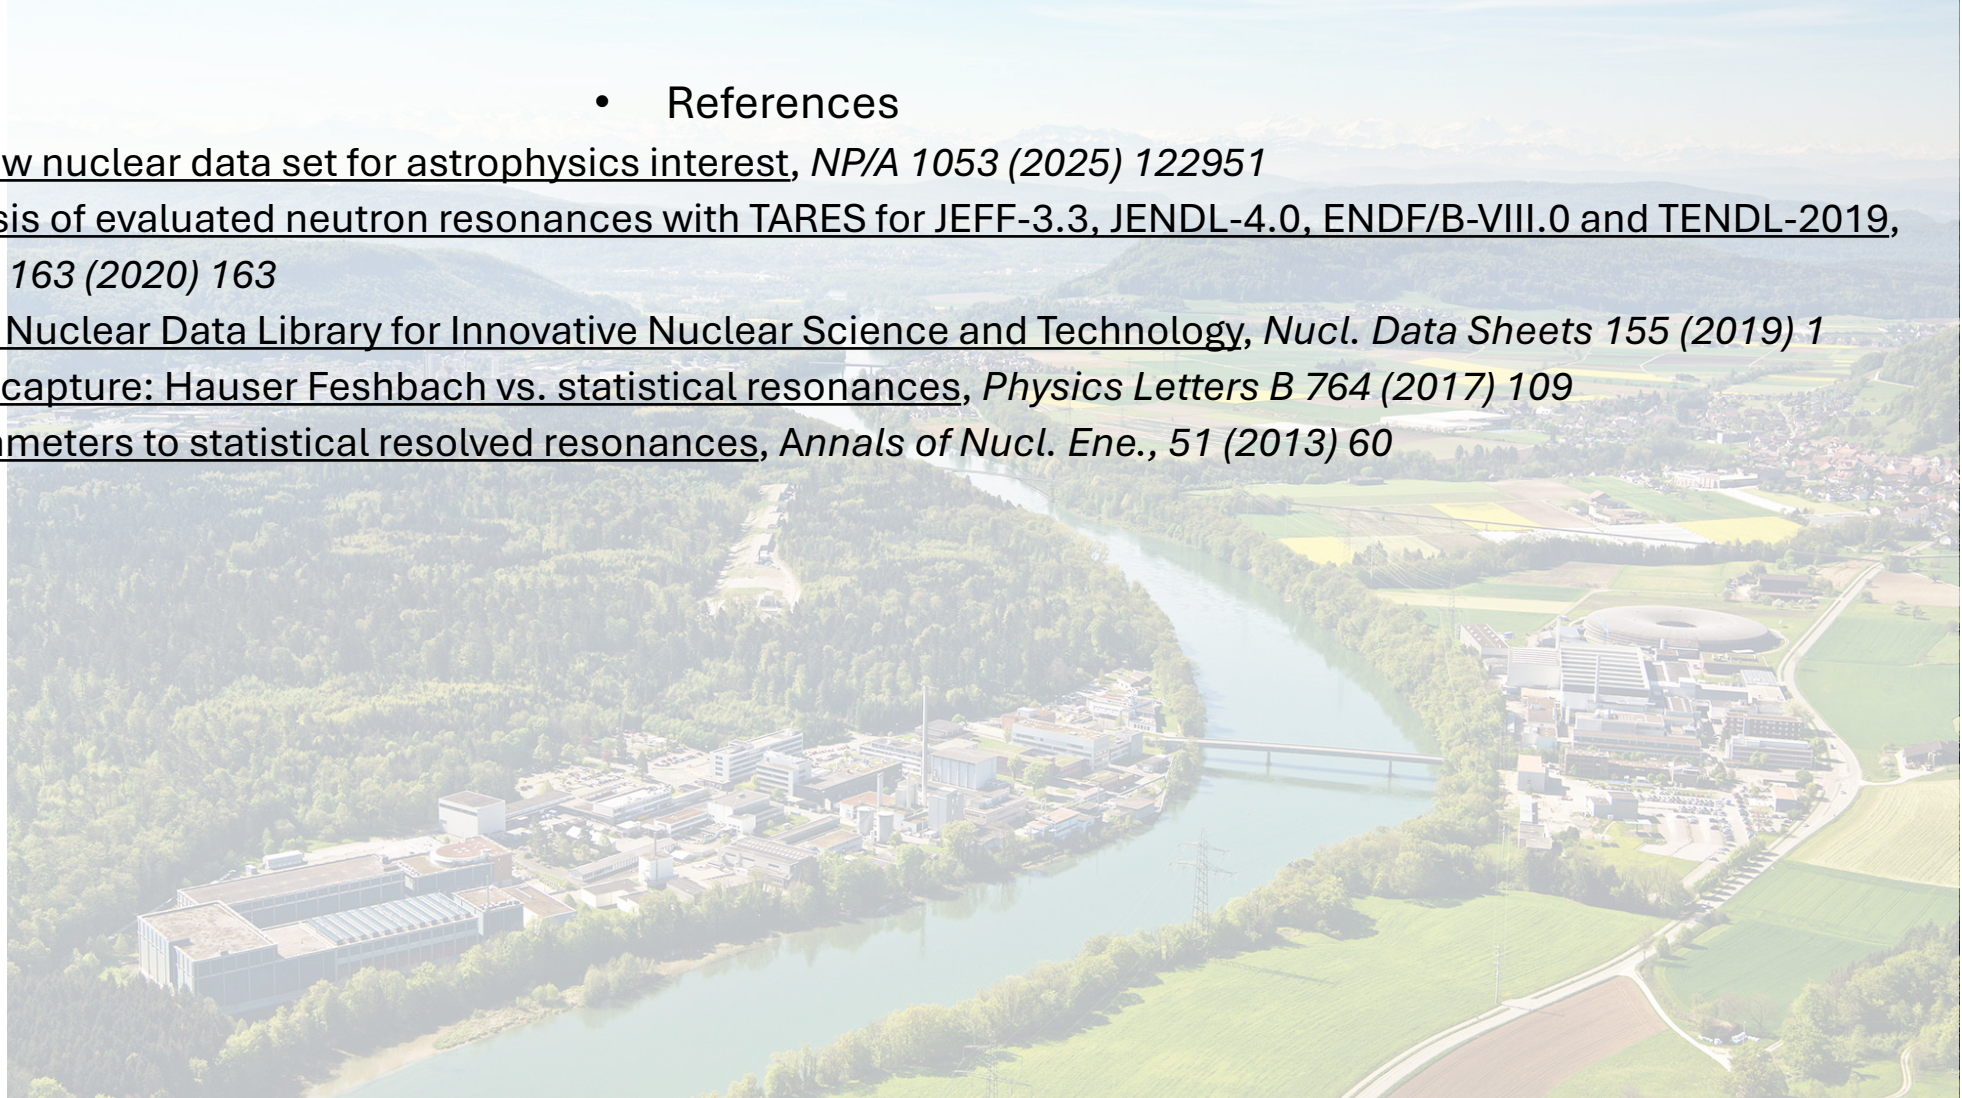 • References
w nuclear data set for astrophysics interest, NP/A 1053 (2025) 122951
sis of evaluated neutron resonances with TARES for JEFF-3.3, JENDL-4.0, ENDF/B-VIII.0 and TENDL-2019,
163 (2020) 163
Nuclear Data Library for Innovative Nuclear Science and Technology, Nucl. Data Sheets 155 (2019) 1
capture: Hauser Feshbach vs. statistical resonances, Physics Letters B 764 (2017) 109
ameters to statistical resolved resonances, Annals of Nucl. Ene., 51 (2013) 60